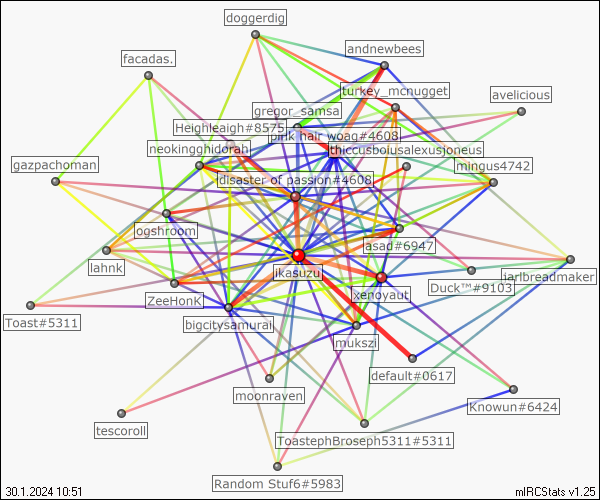 doggerdig
andnewbees
facadas.
turkey_mcnugget
avelicious
gregor_samsa
Heighleaigh#8575
pink hair woag#4608
neokingghidorah
thiccusboiusalexusjoneus
gazpachoman
mingus4742
disaster of passion#4608
ogshroom
asad#6947
lahnk
ikasuzu
jarlbreadmaker
Duck™#9103
ZeeHonk
xenoyaut
Toast#5311
bigcitysamurai
mukszi
default#0617
moonraven
Knowun#6424
tescoroll
ToastephBroseph5311#5311
Random Stuf6#5983
30.1.2024 10:51
mIRCStats v1.25